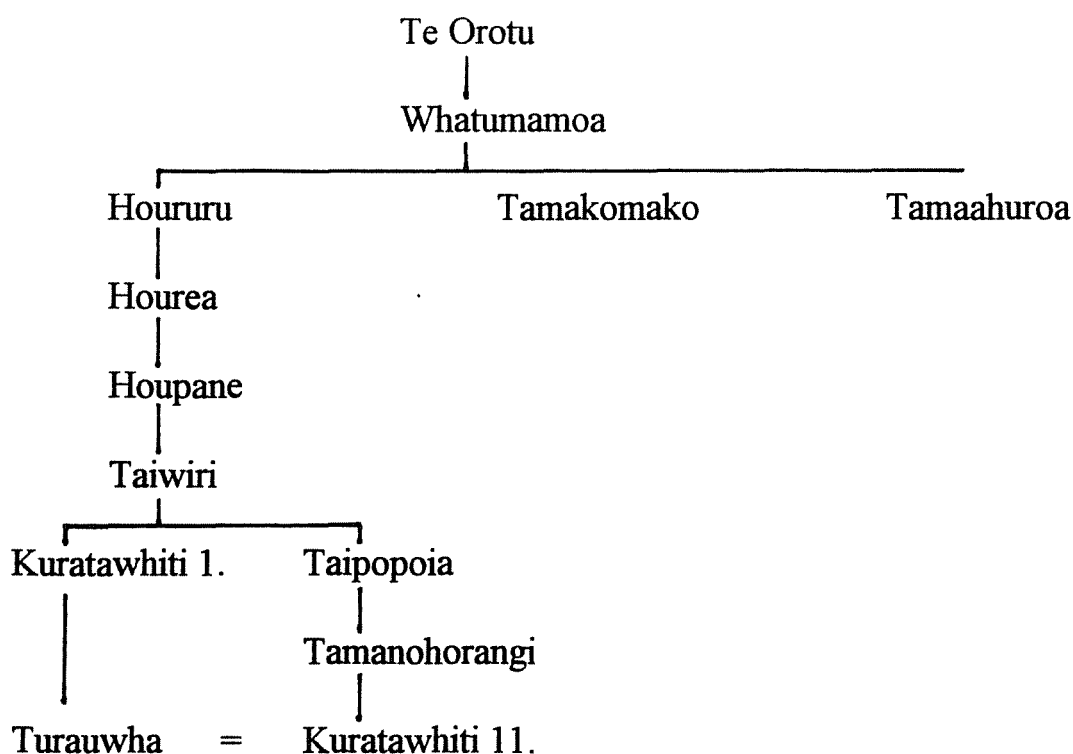 Te Orotu
Whatumamoa
Houruru Tamakomako Tamaahuroa
Hourea
Houpane
Taiwiri
Kuratawhiti 1. Taipopoia
Tamanohorangi
Turauwha = Kuratawhiti 11.